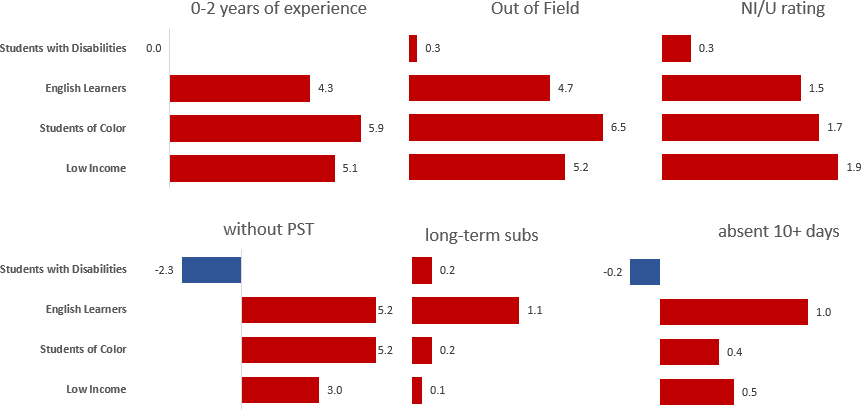 0-2 years of experience Out of Field NI/U rating
Students with Disabilities 0.0 0.3 0.3
English Learners 4.3 4.7 1.5
Students of Color 5.9 6.5 1.7
Low Income 5.1 5.2 1.9
without PST long-term subs absent 10+ days
Students with Disabilities -2.3 0.2 -0.2
English Learners 5.2 1.1 1.0
Students of Color 5.2 0.2 0.4
Low Income 3.0 0.1 0.5